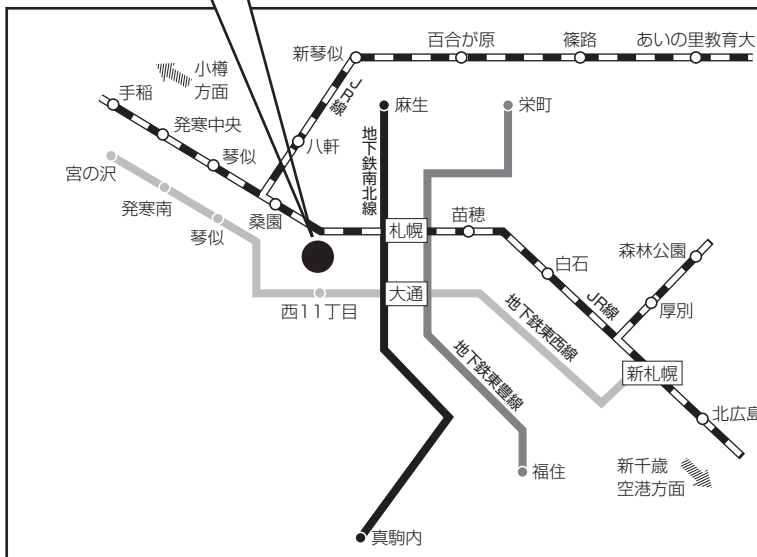 新琴似
百合が原
篠路
あいの里教育大
小樽
方面
手稲
JR線
麻生
栄町
発寒中央
八軒
地下鉄南北線
琴似
宮の沢
発寒南
桑園
札幌
苗穂
琴似
森林公園
白石
大通
JR線
厚別
西11丁目
地下鉄東西線
地下鉄東豊線
新札幌
北広島
新千歳
空港方面
福住
真駒内